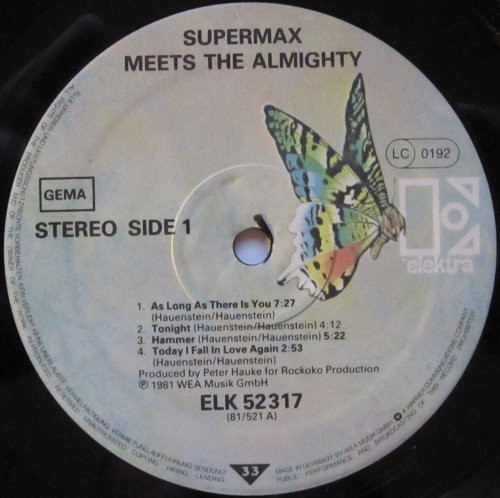 SUPERMAX
MEETS THE ALMIGHTY
LC 0192
GEMA
STEREO SIDE 1
elektra
1. As Long As There Is You 7:27
(Hauenstein/Hauenstein)
2. Tonight (Hauenstein/Hauenstein) 4:12
3. Hammer (Hauenstein/Hauenstein) 5:22
4. Today I Fall In Love Again 2:53
(Hauenstein/Hauenstein)
Produced by Peter Hauke for Rockoko Production
℗ 1981 WEA Musik GmbH
ELK 52317
(81/521 A)
33
MADE IN GERMANY BY WEA MUSIK GMBH
A WARNER COMMUNICATIONS COMPANY